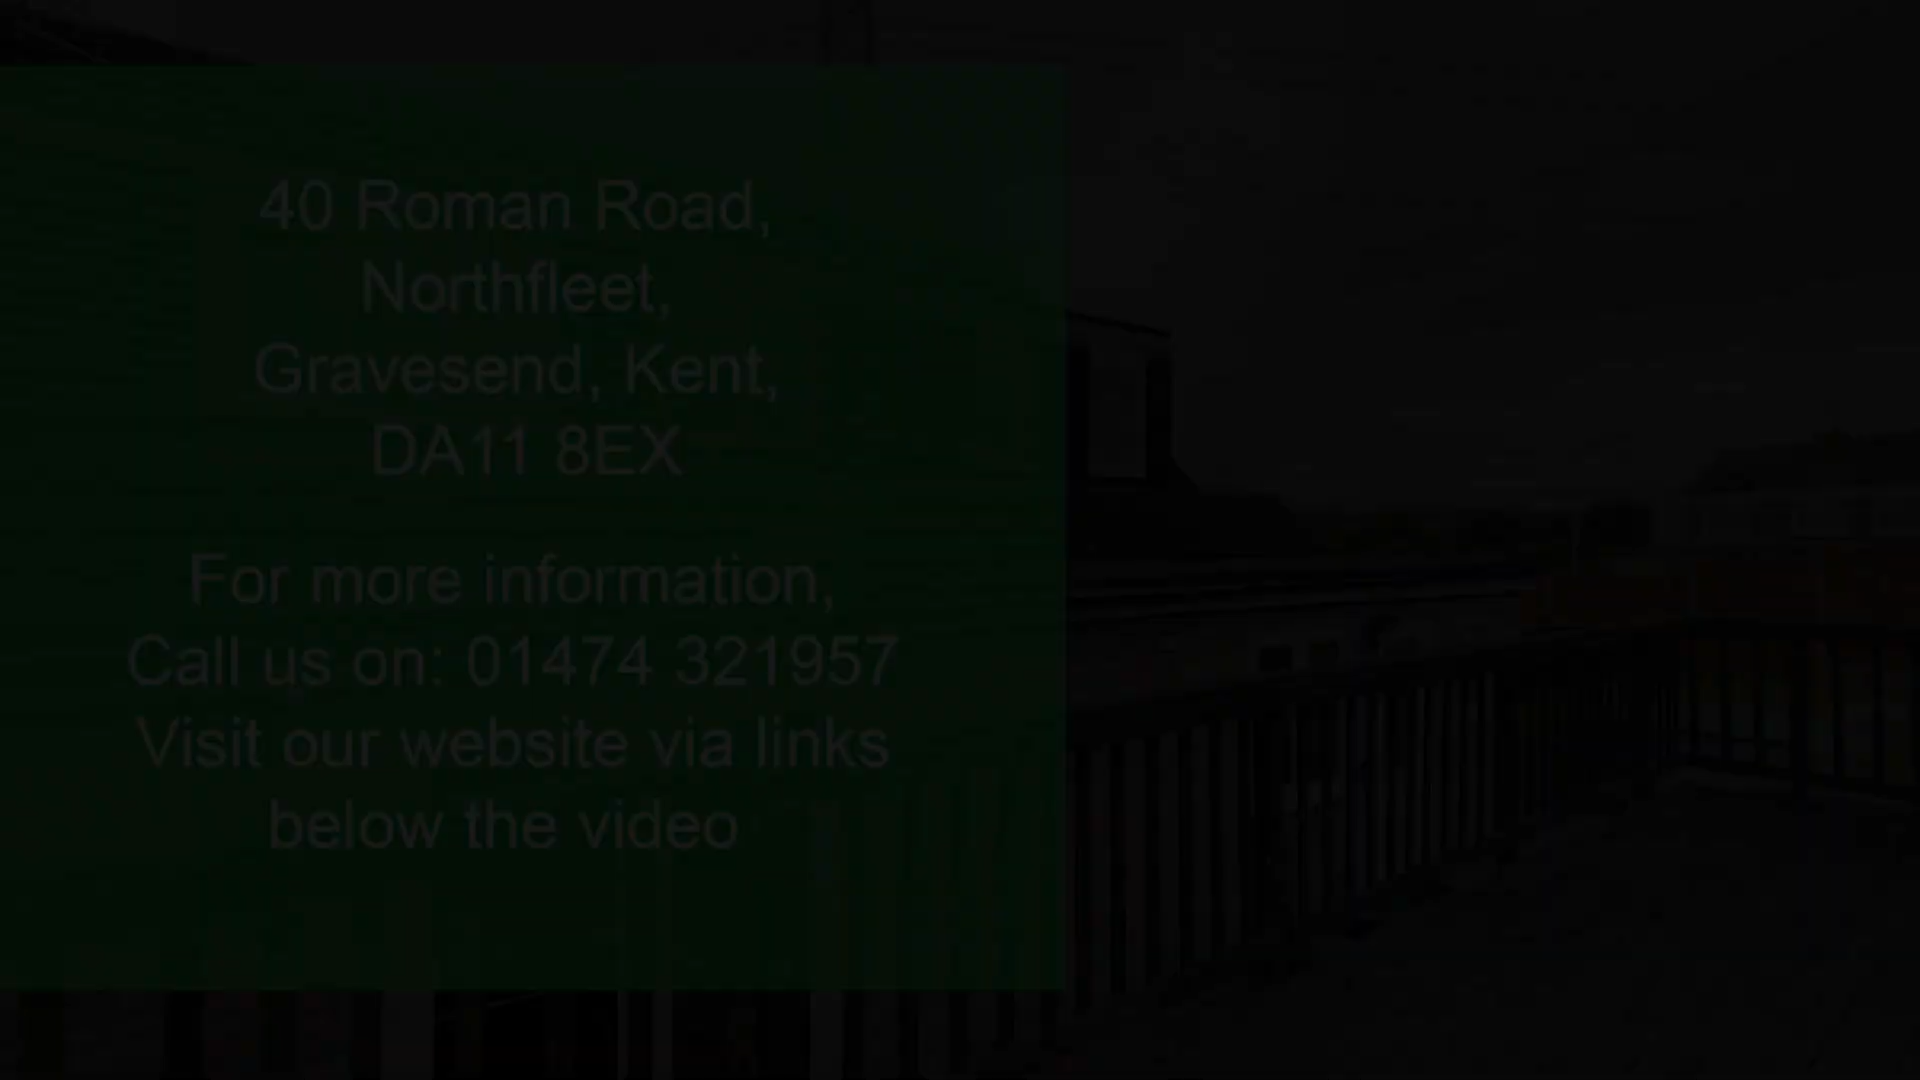 40 Roman Road,
Northfleet,
Gravesend, Kent,
DA11 8EX
For more information,
Call us on: 01474 321957
Visit our website via links
below the video